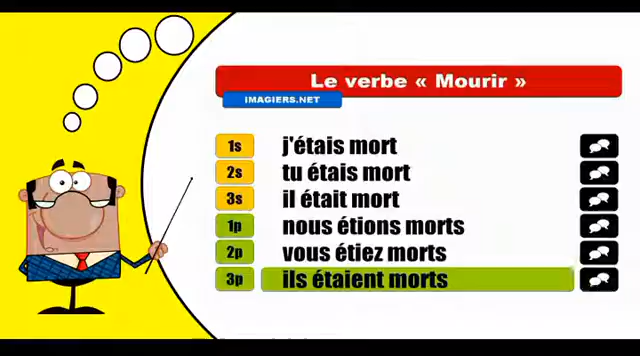 Le verbe « Mourir »
IMAGIERS.NET
1s j'étais mort
2s tu étais mort
3s il était mort
1p nous étions morts
2p vous étiez morts
3p ils étaient morts